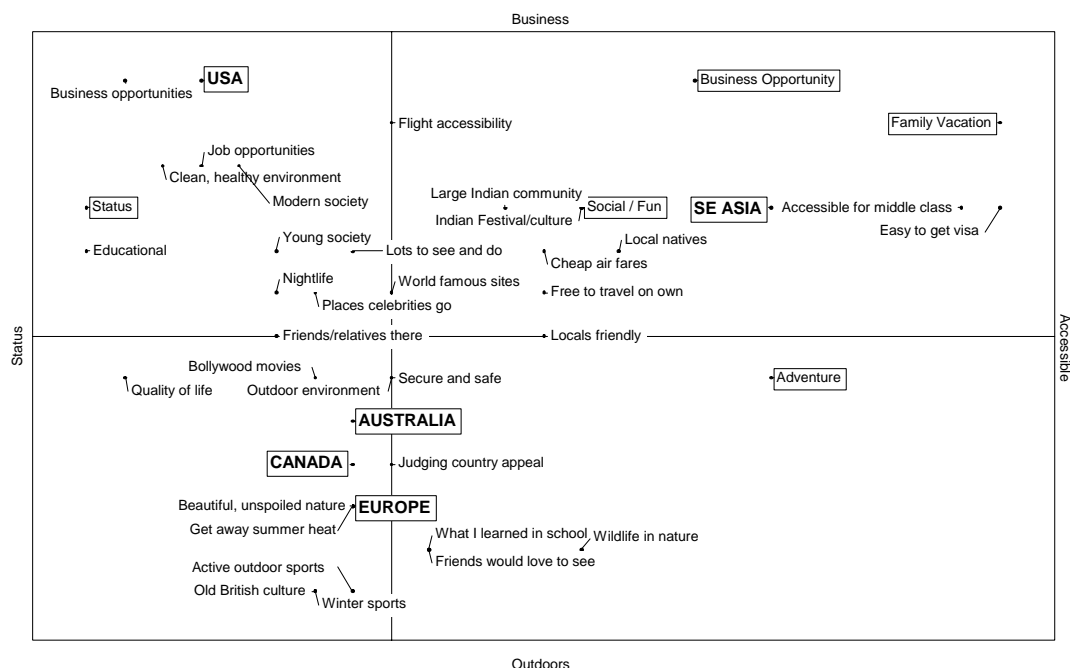 Business
USA
Business opportunities
Business Opportunity
Flight accessibility
Family Vacation
Job opportunities
Clean, healthy environment
Modern society
Status
Large Indian community
Indian Festival/culture
Social / Fun
SE ASIA
Accessible for middle class
Easy to get visa
Educational
Young society
Lots to see and do
Local natives
Cheap air fares
Nightlife
World famous sites
Places celebrities go
Free to travel on own
Status
Friends/relatives there
Locals friendly
Accessible
Bollywood movies
Quality of life
Outdoor environment
Secure and safe
Adventure
AUSTRALIA
CANADA
Judging country appeal
Beautiful, unspoiled nature
EUROPE
Get away summer heat
What I learned in school
Wildlife in nature
Friends would love to see
Active outdoor sports
Old British culture
Winter sports
Outdoors